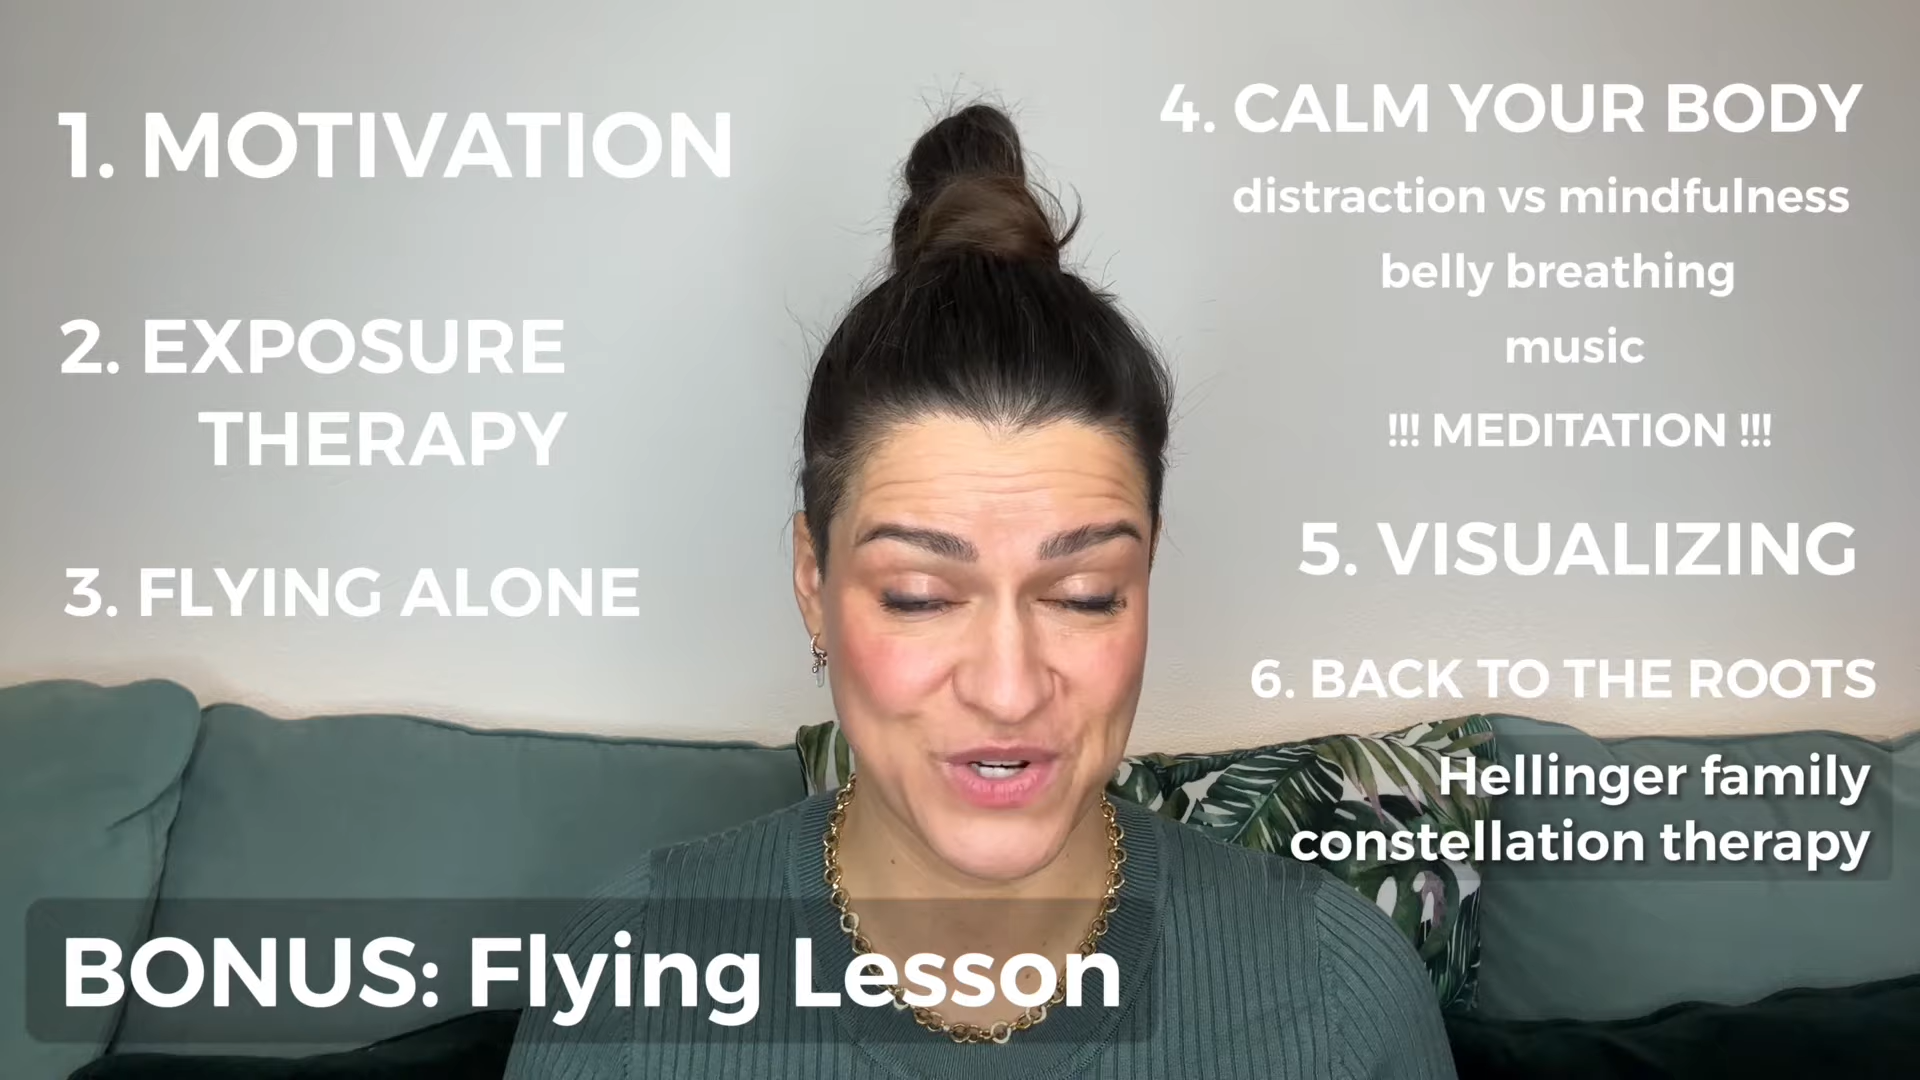 1. MOTIVATION
2. EXPOSURE
THERAPY
3. FLYING ALONE
4. CALM YOUR BODY
distraction vs mindfulness
belly breathing
music
!!! MEDITATION !!!
5. VISUALIZING
6. BACK TO THE ROOTS
Hellinger family
constellation therapy
BONUS: Flying Lesson